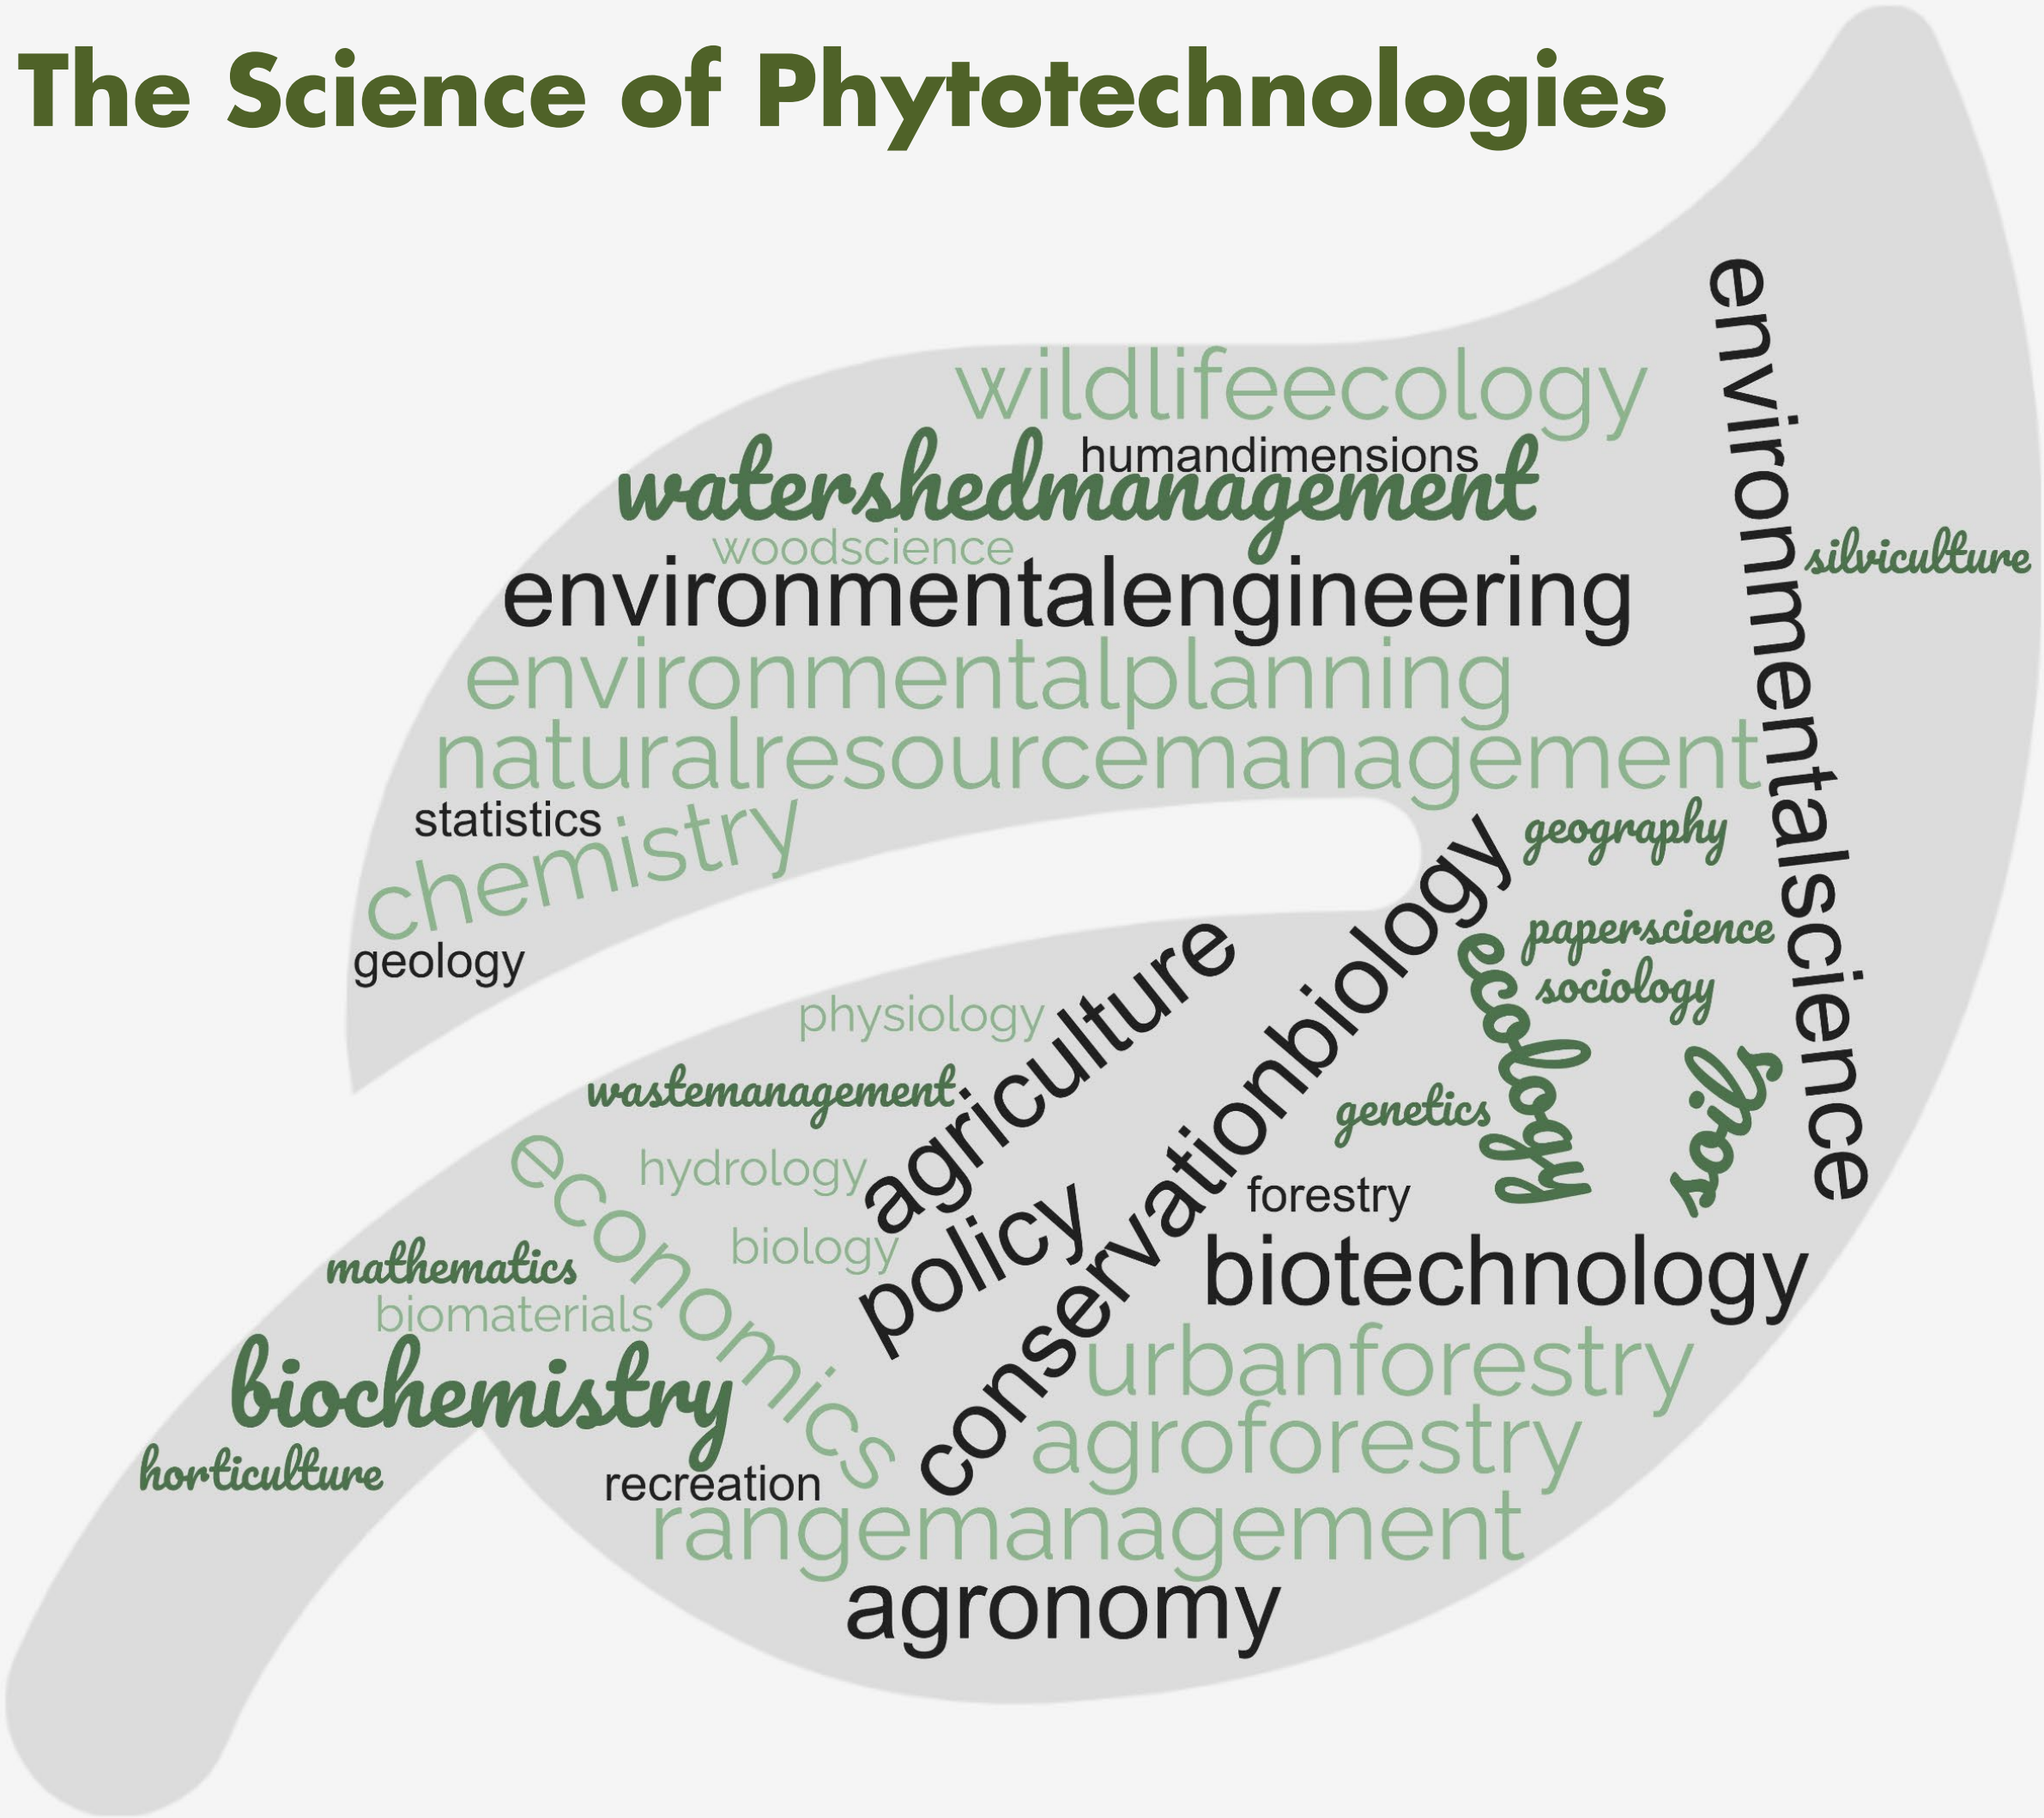 The Science of Phytotechnologies
wildlifeecology
humandimensions
watershedmanagement
woodscience
environmentalengineering
environmentalplanning
naturalresourcemanagement
environmentalscience
silviculture
statistics
chemistry
geology
geography
paperscience
sociology
ecology
soils
genetics
forestry
conservationbiology
agriculture
physiology
wastemanagement
hydrology
economics
biology
policy
mathematics
biomaterials
biochemistry
horticulture
recreation
biotechnology
urbanforestry
agroforestry
rangemanagement
agronomy